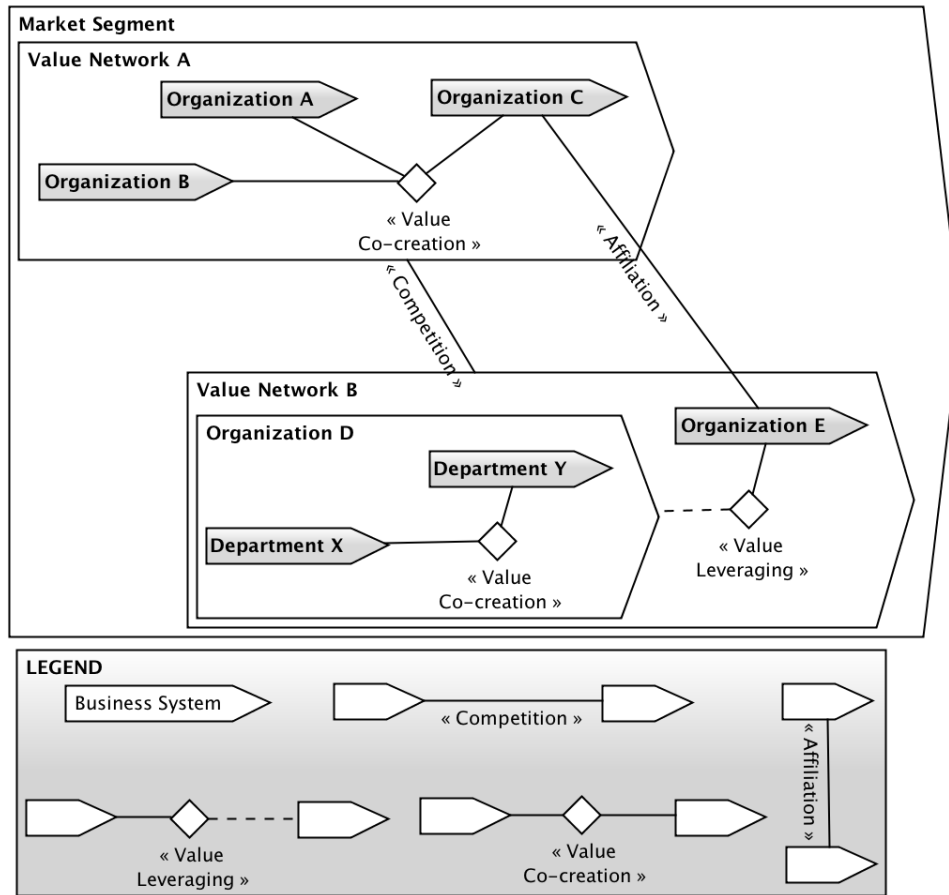 Market Segment
Value Network A
Organization A
Organization C
Organization B
« Value
Co-creation »
« Affiliation »
« Competition »
Value Network B
Organization D
Organization E
Department Y
Department X
« Value
Co-creation »
« Value
Leveraging »
LEGEND
Business System
« Competition »
« Affiliation »
« Value
Leveraging »
« Value
Co-creation »